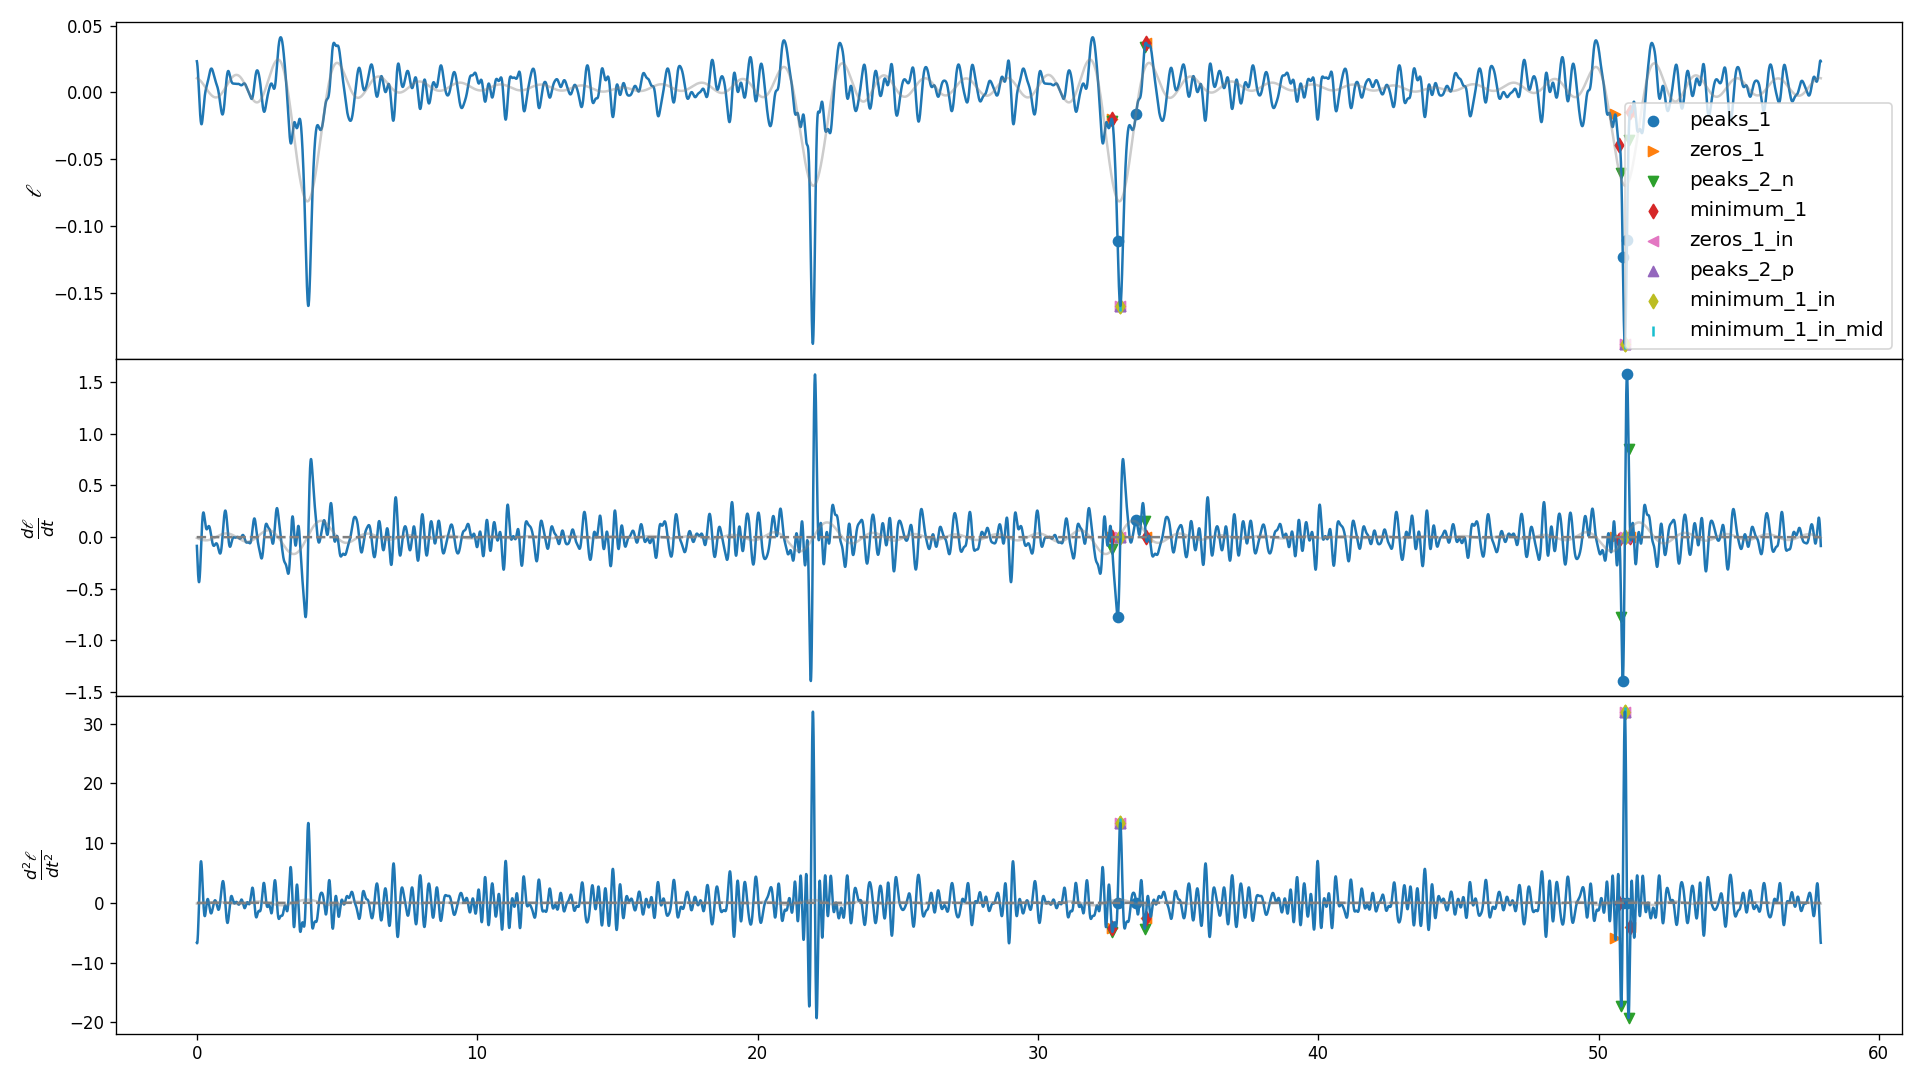 0.05
0.00
−0.05
−0.10
−0.15
ℓ
peaks_1
zeros_1
peaks_2_n
minimum_1
zeros_1_in
peaks_2_p
minimum_1_in
minimum_1_in_mid
1.5
1.0
0.5
0.0
−0.5
−1.0
−1.5
dℓ
dt
30
20
10
0
−10
−20
d²ℓ
dt²
0 10 20 30 40 50 60